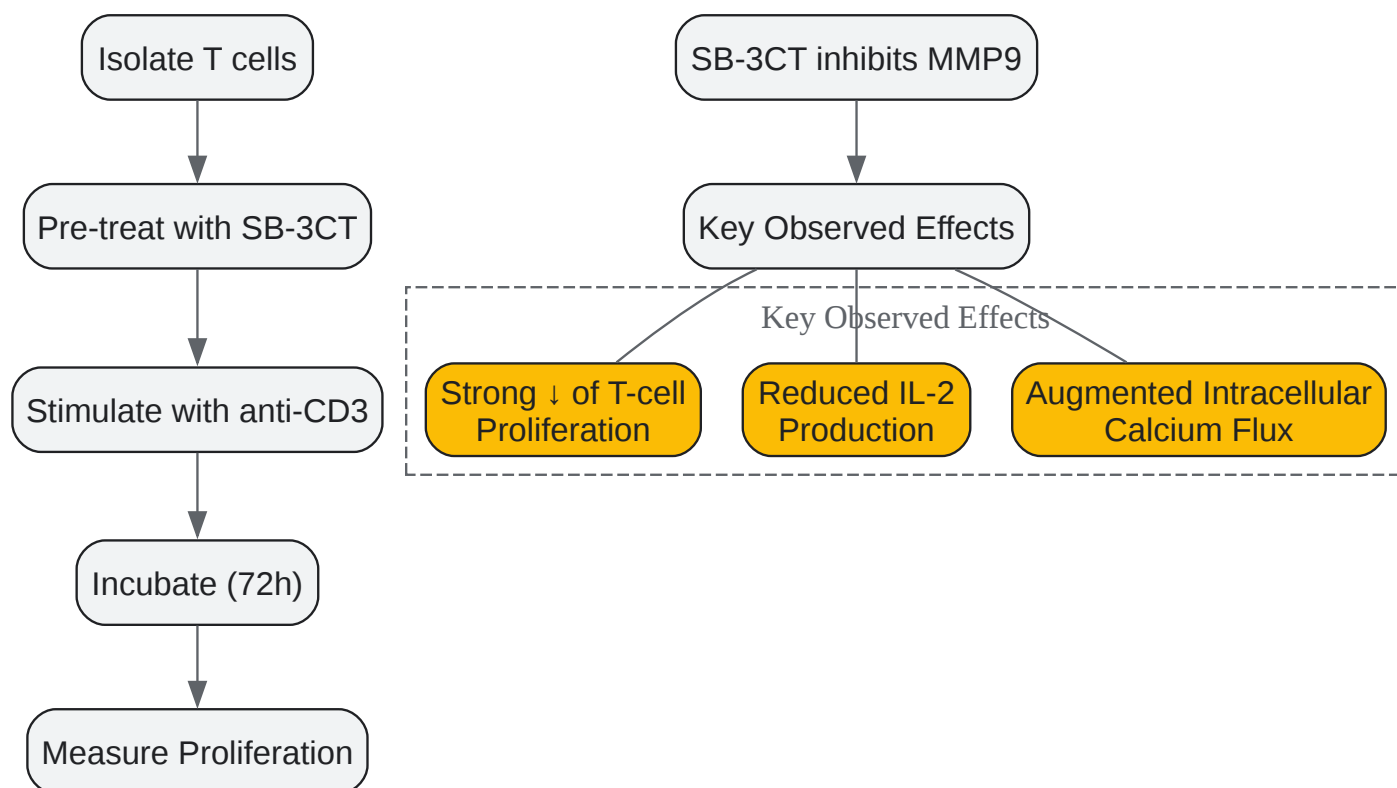 Isolate T cells
Pre-treat with SB-3CT
Stimulate with anti-CD3
Incubate (72h)
Measure Proliferation
SB-3CT inhibits MMP9
Key Observed Effects
Key Observed Effects
Strong ↓ of T-cell
Proliferation
Reduced IL-2
Production
Augmented Intracellular
Calcium Flux